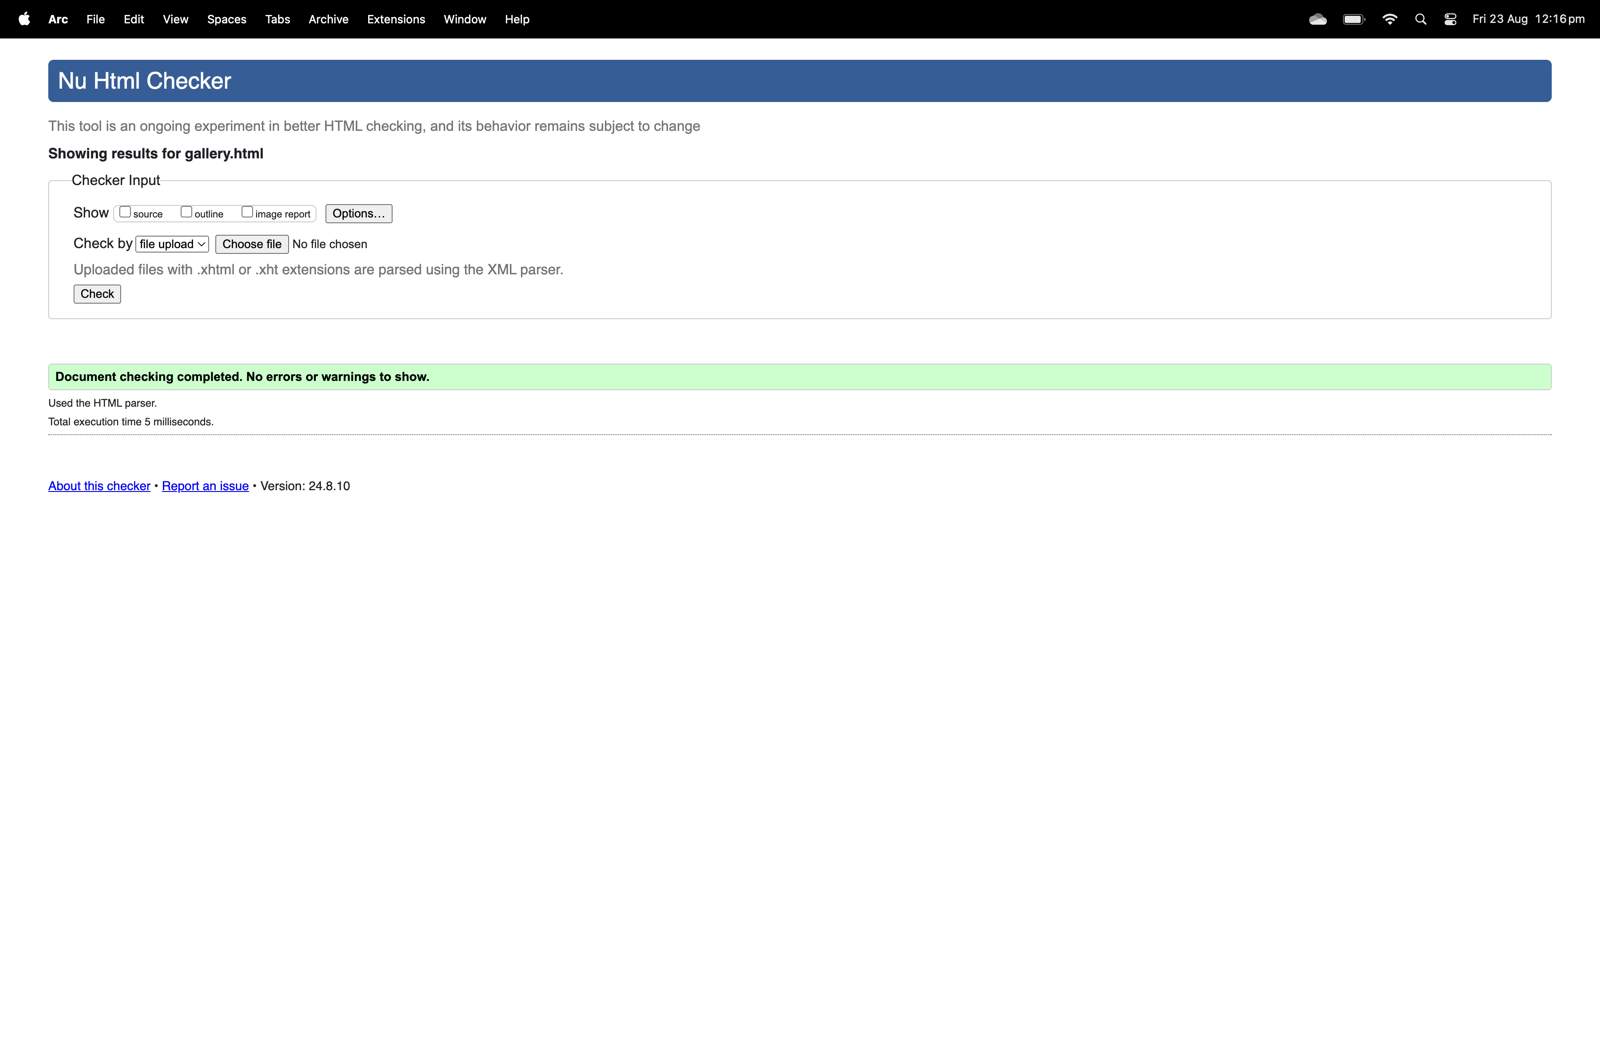 Arc File Edit View Spaces Tabs Archive Extensions Window Help Fri 23 Aug 12:16 pm
Nu Html Checker
This tool is an ongoing experiment in better HTML checking, and its behavior remains subject to change
Showing results for gallery.html
Checker Input
Show source outline image report Options...
Check by file upload Choose file No file chosen
Uploaded files with .xhtml or .xht extensions are parsed using the XML parser.
Check
Document checking completed. No errors or warnings to show.
Used the HTML parser.
Total execution time 5 milliseconds.
About this checker • Report an issue • Version: 24.8.10